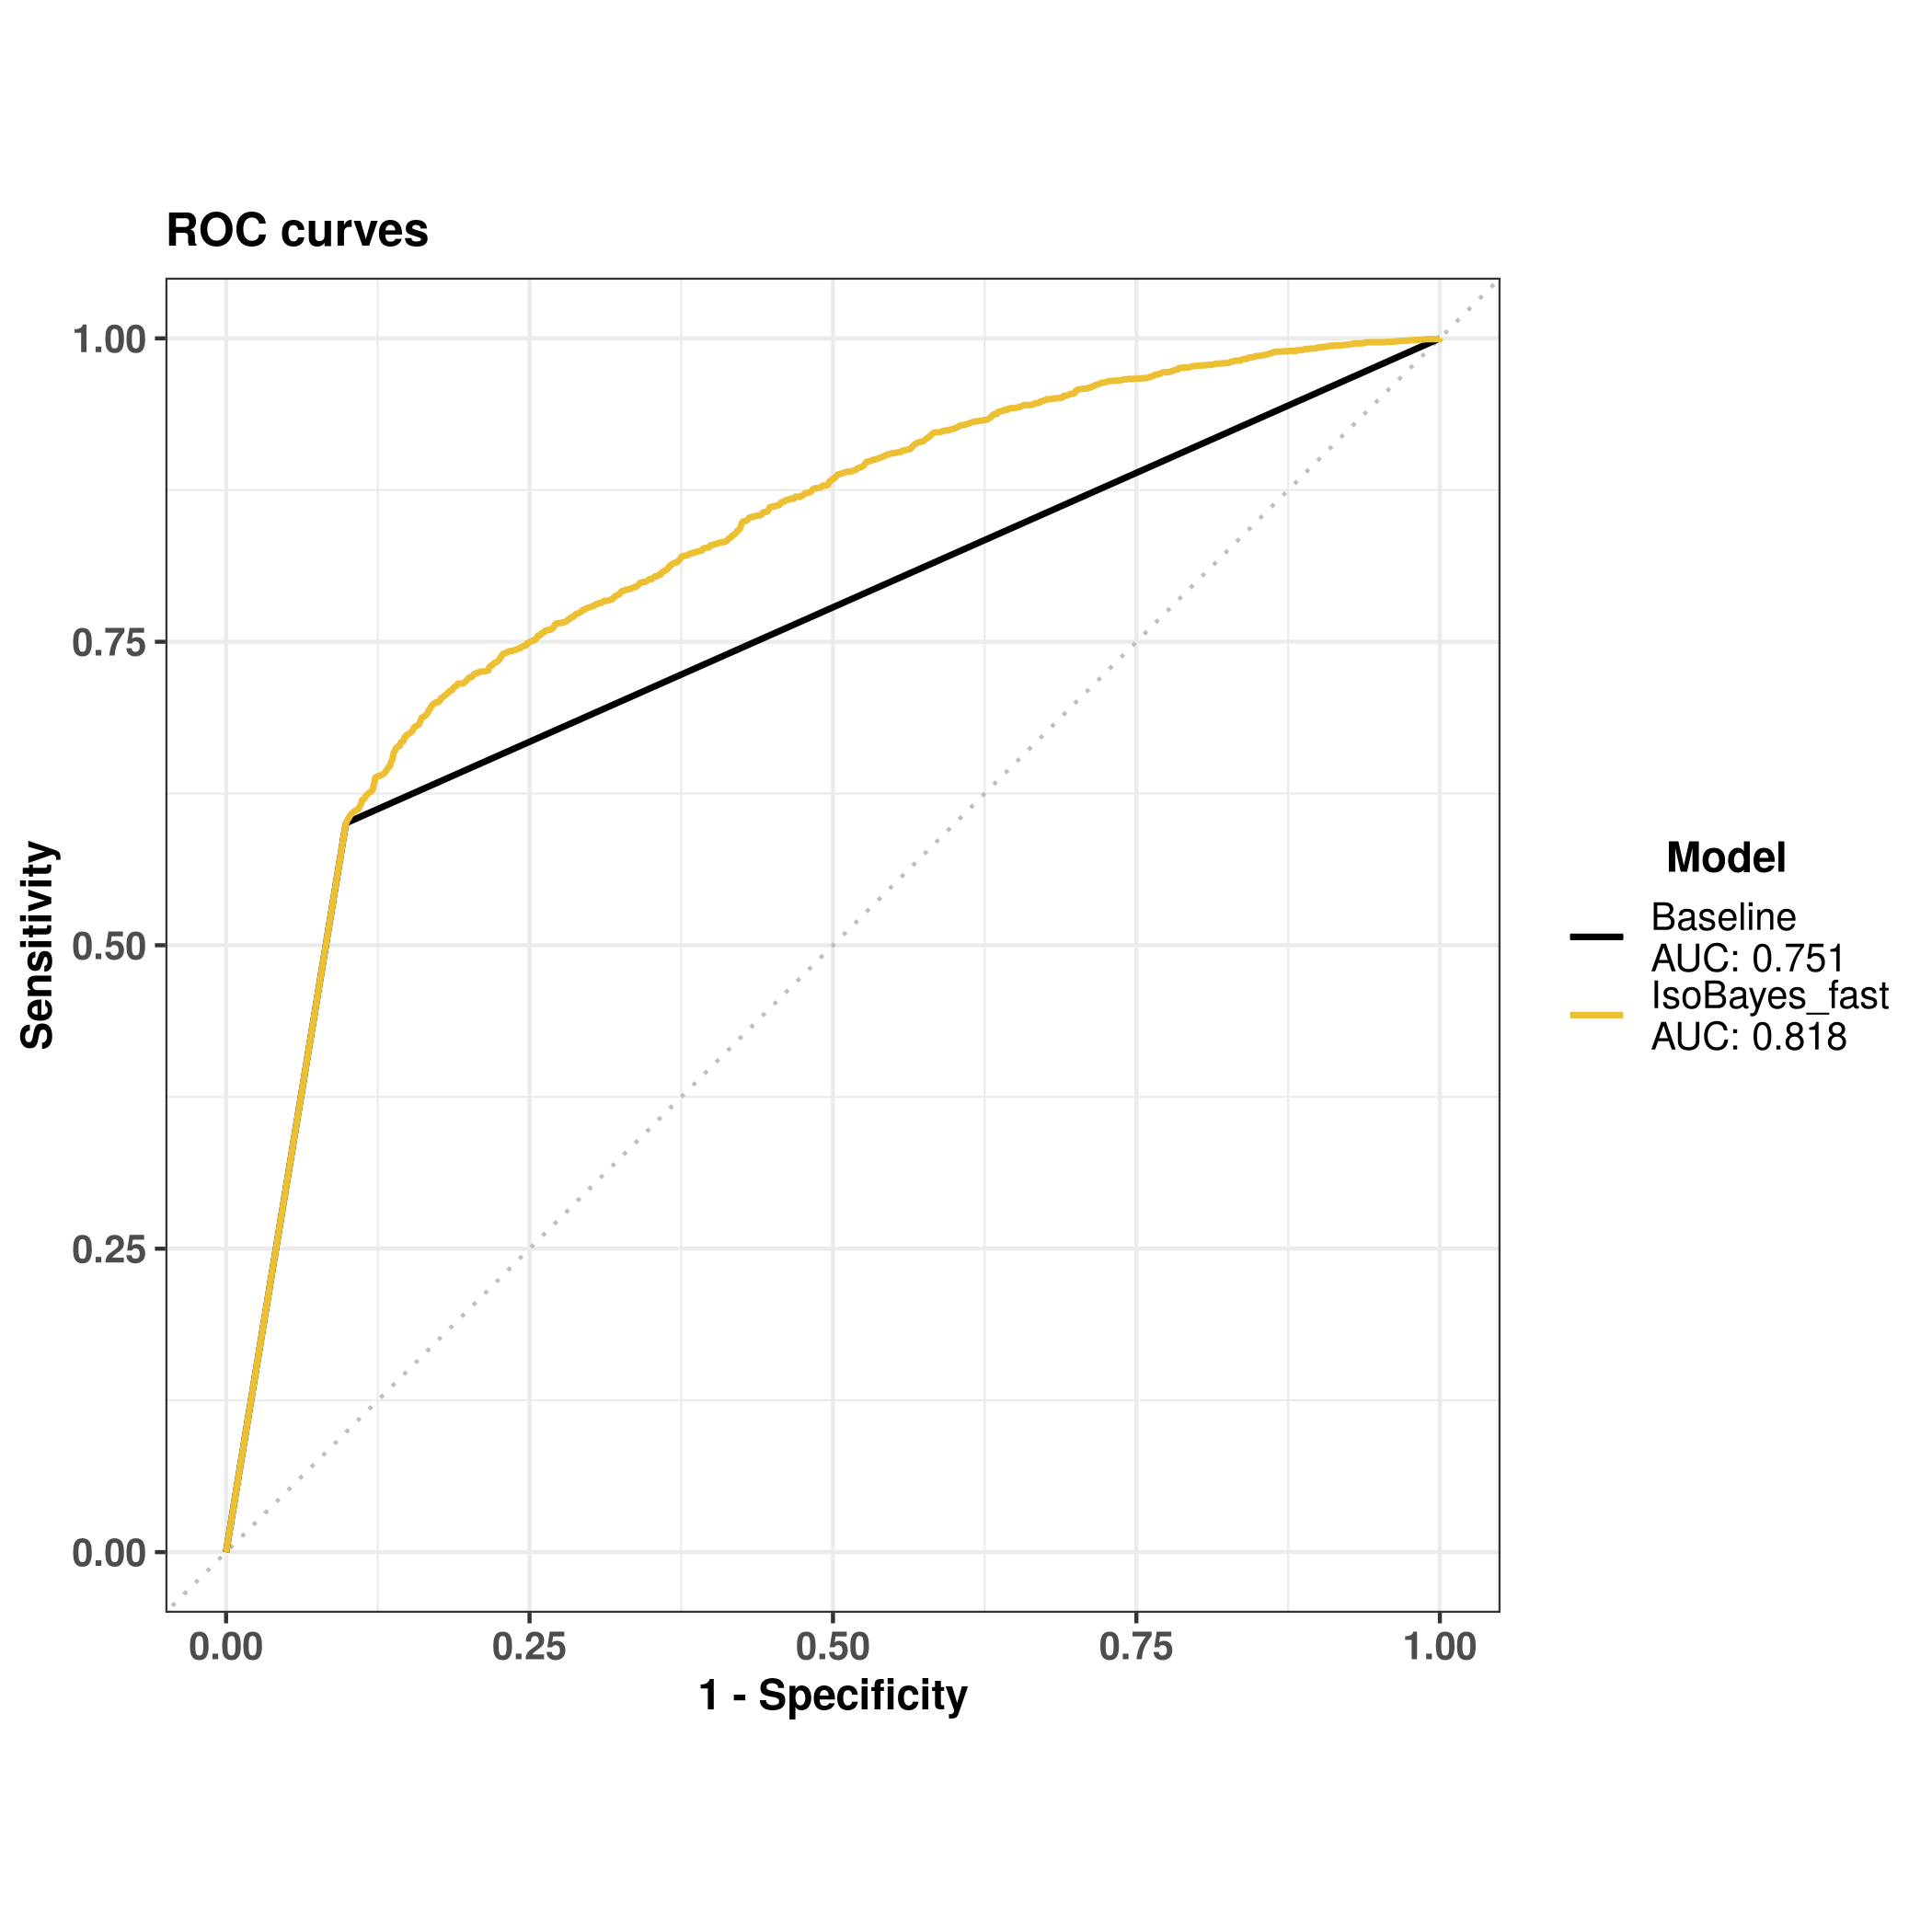 ROC curves
1.00
0.75
0.50
0.25
0.00
Sensitivity
0.00
0.25
0.50
0.75
1.00
1 - Specificity
Model
Baseline
AUC: 0.751
IsoBayes_fast
AUC: 0.818